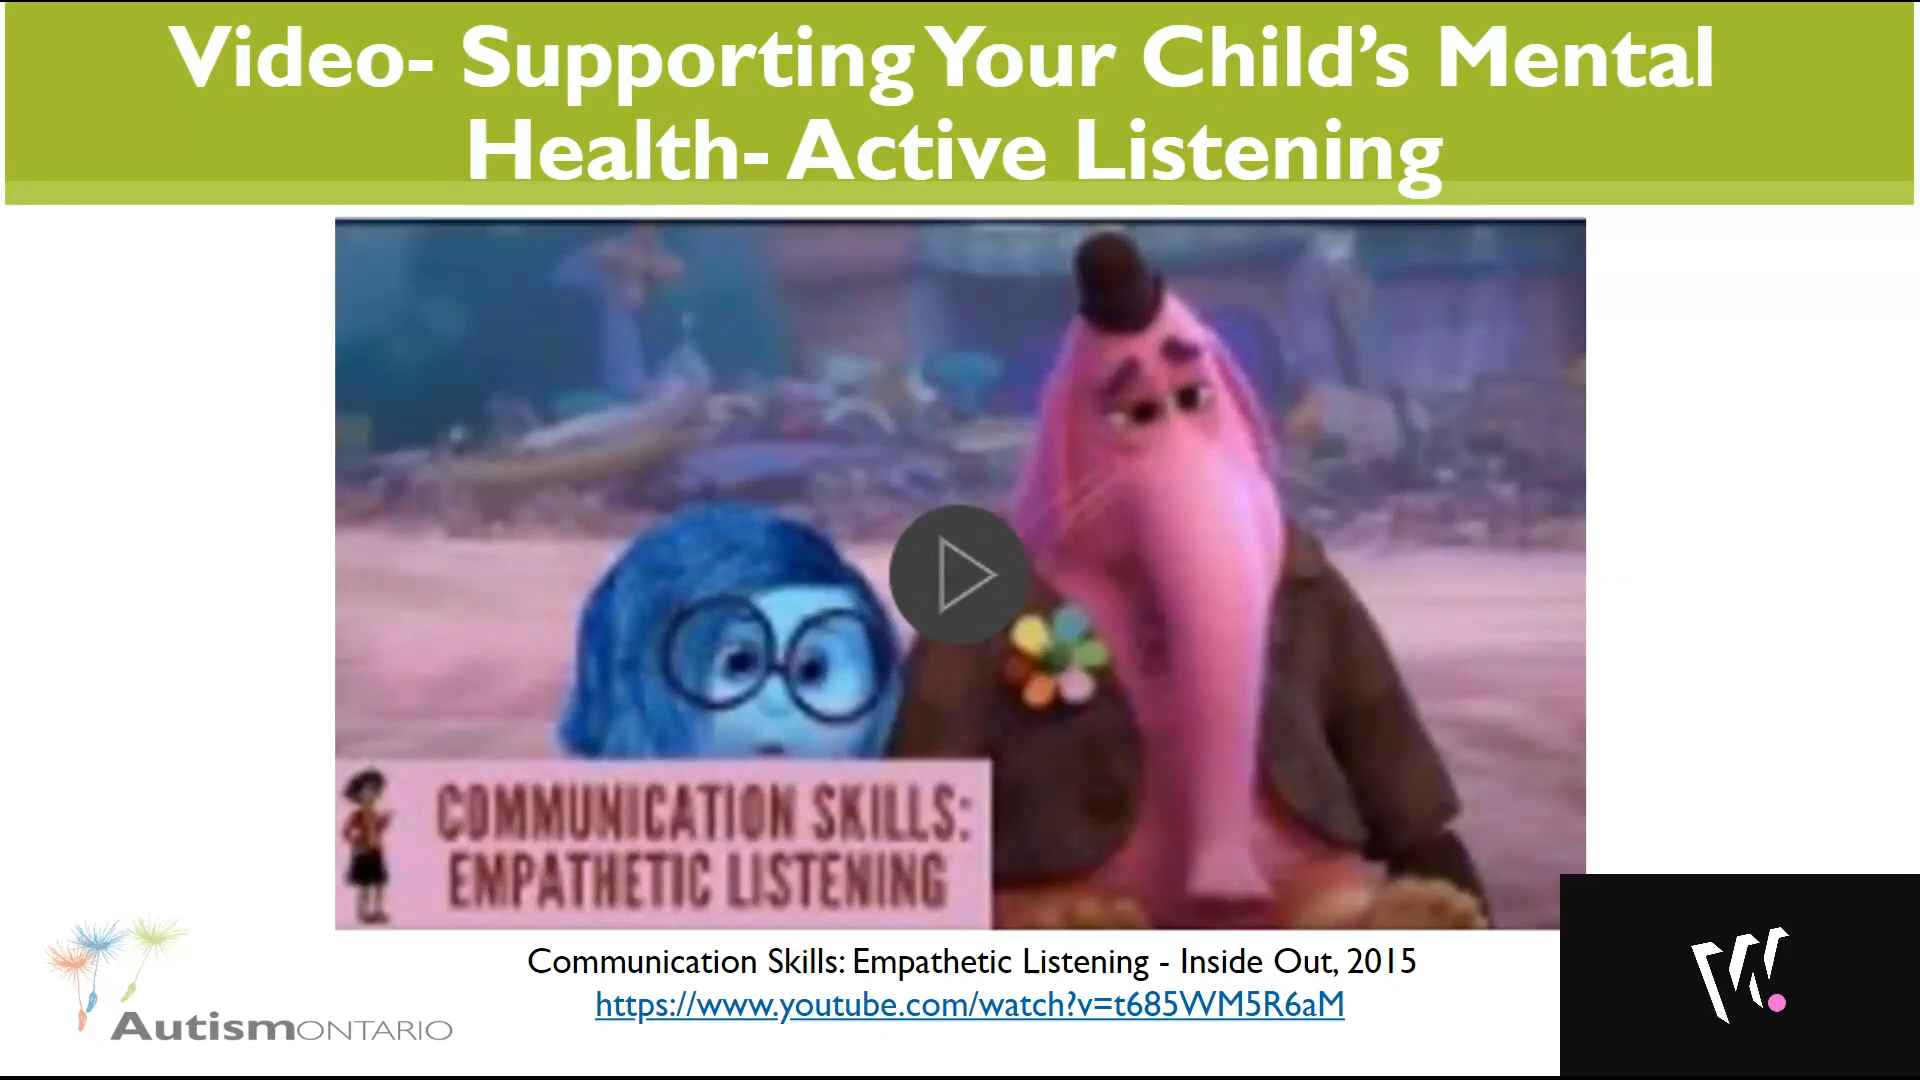 Video- Supporting Your Child’s Mental
Health- Active Listening
COMMUNICATION SKILLS:
EMPATHETIC LISTENING
Communication Skills: Empathetic Listening - Inside Out, 2015
https://www.youtube.com/watch?v=t685WM5R6aM
AutismONTARIO
W.